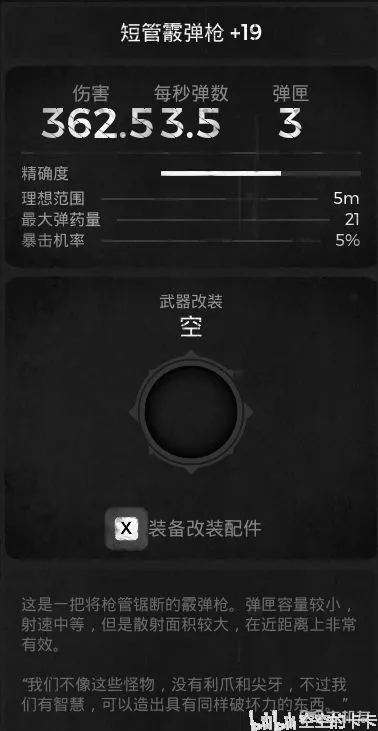 短管霰弹枪 +19
伤害 每秒弹数 弹匣
362.5 3.5 3
精确度
理想范围 5m
最大弹药量 21
暴击机率 5%
武器改装
空
X 装备改装配件
这是一把将枪管锯断的霰弹枪。弹匣容量较小，
射速中等，但是散射面积较大，在近距离上非常
有效。
“我们不像这些怪物，没有利爪和尖牙，不过我
们有智慧，可以造出具有同样破坏力的东西。”
bilibili 空空的卡卡